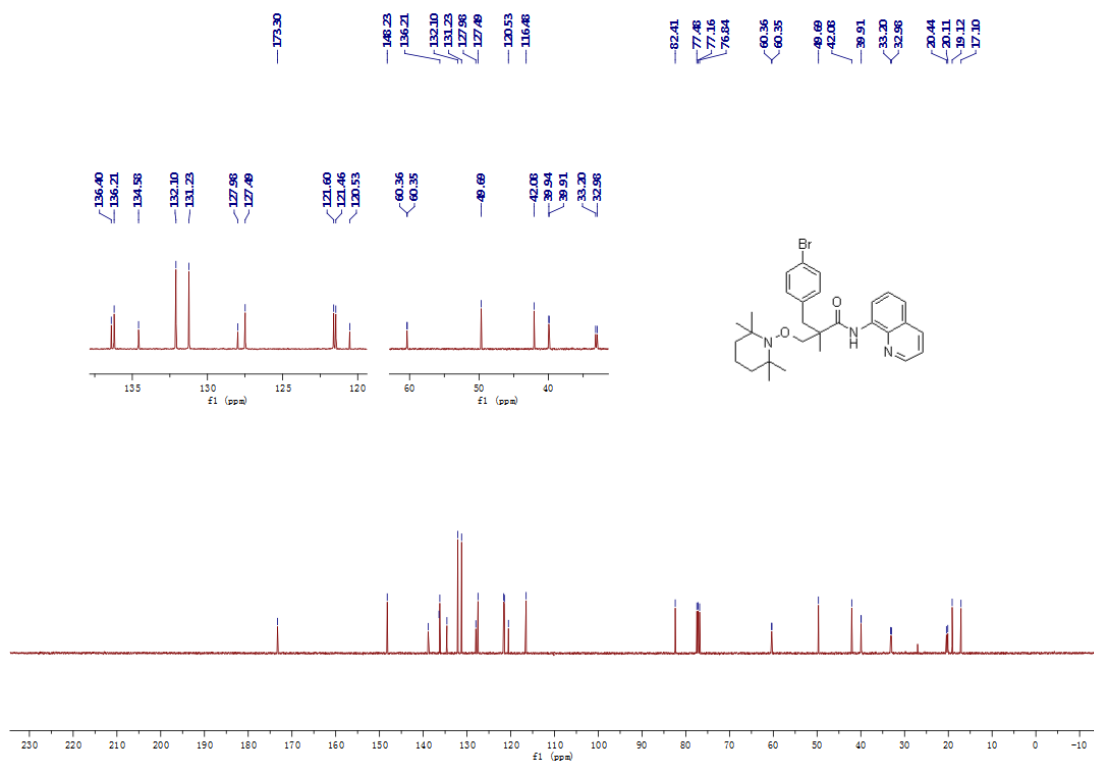 173.30 148.23 136.21 132.10 131.23 127.98 127.49 120.53 116.48 82.41 77.48 77.16 76.84 60.36 60.35 49.69 42.08 39.91 33.20 32.98 20.44 20.11 19.12 17.10
136.40 136.21 134.58 132.10 131.23 127.98 127.49 121.60 121.46 120.53 60.36 60.35 49.69 42.08 39.94 39.91 33.20 32.98
Br
O
O
N
N
H
N
135 130 125 120
f1 (ppm)
60 50 40
f1 (ppm)
230 220 210 200 190 180 170 160 150 140 130 120 110 100 90 80 70 60 50 40 30 20 10 0 -10
f1 (ppm)